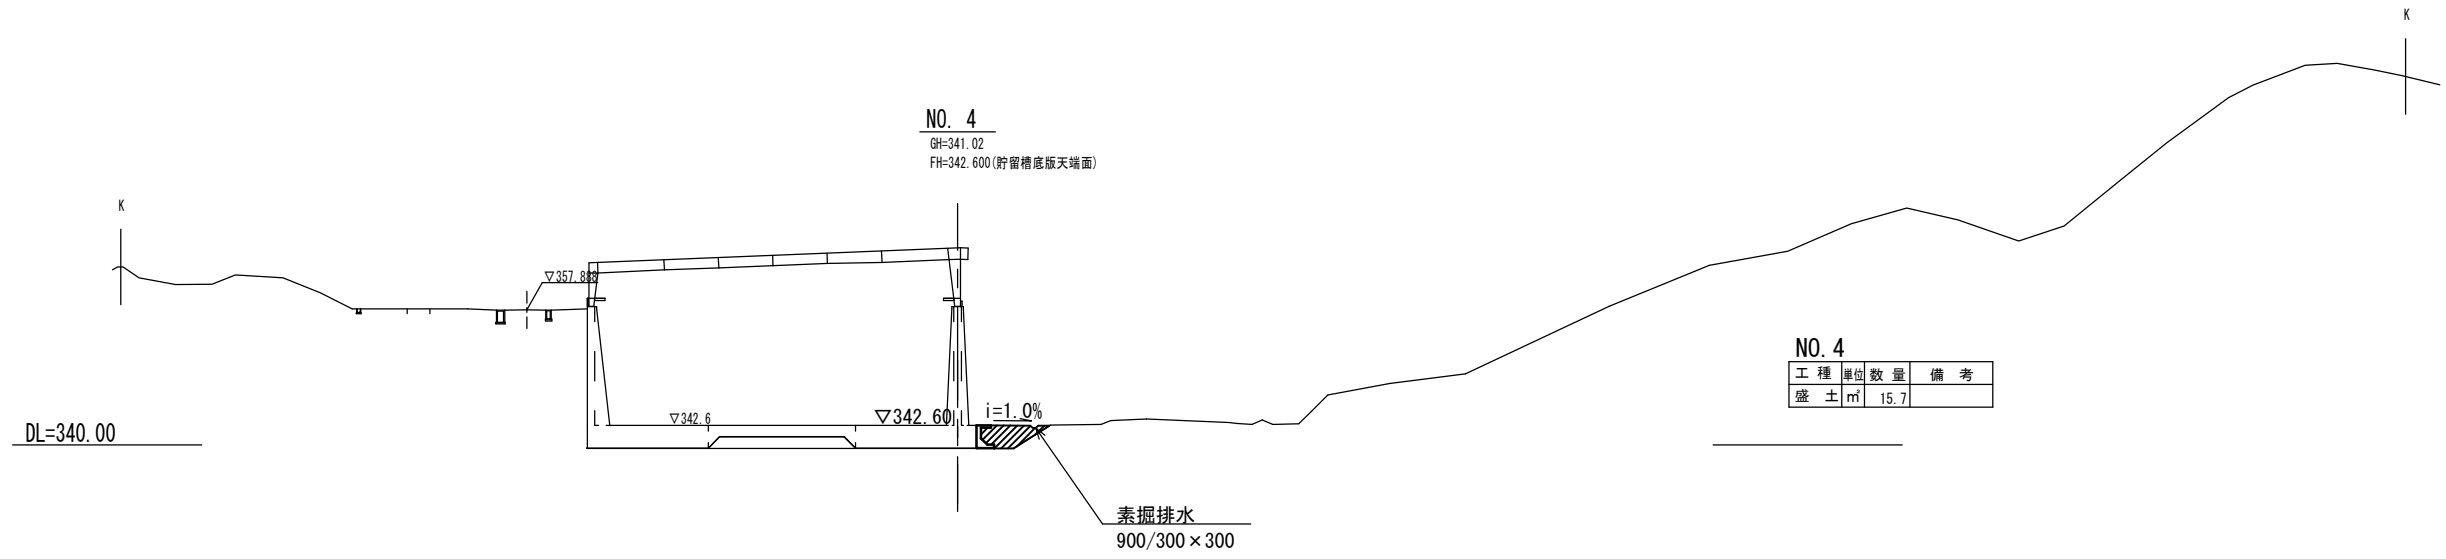 K
NO. 4
GH=341.02
FH=342.600(貯留槽底版天端面)
K
▽357.888
NO.4
工 種 単位 数 量 備 考
盛 土 ㎡ 15.7
▽342.6
▽342.60
i=1.0%
DL=340.00
素掘排水
900/300×300